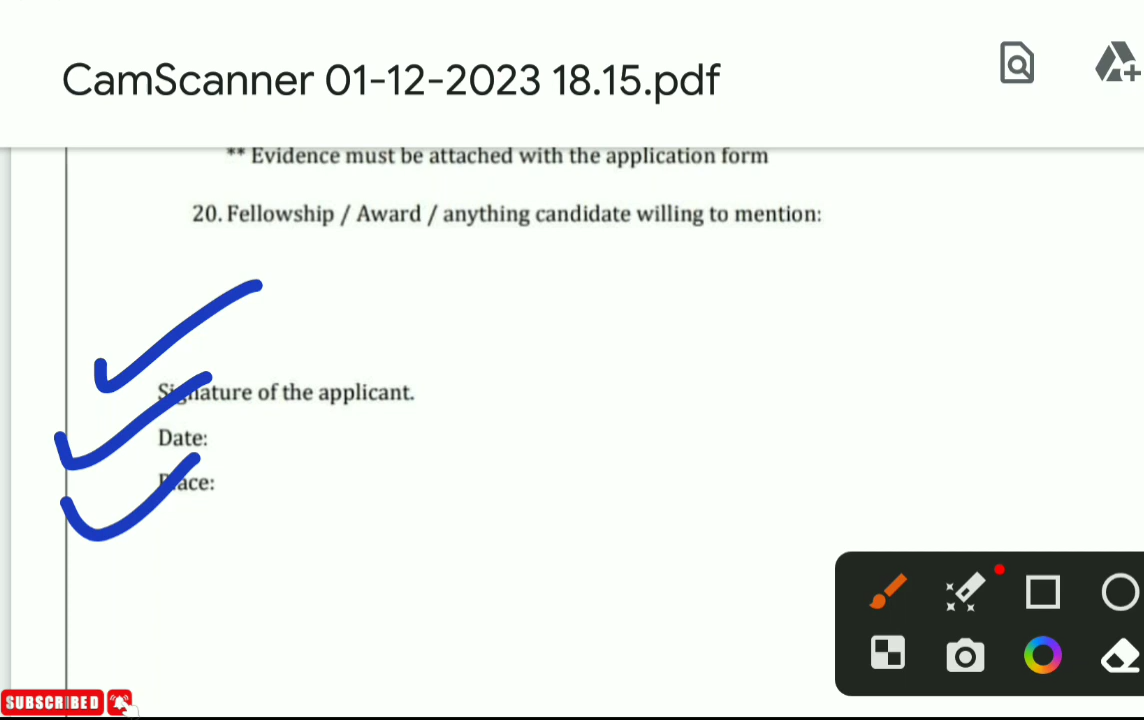 CamScanner 01-12-2023 18.15.pdf
** Evidence must be attached with the application form
20. Fellowship / Award / anything candidate willing to mention:
Signature of the applicant.
Date:
Place:
SUBSCRIBED